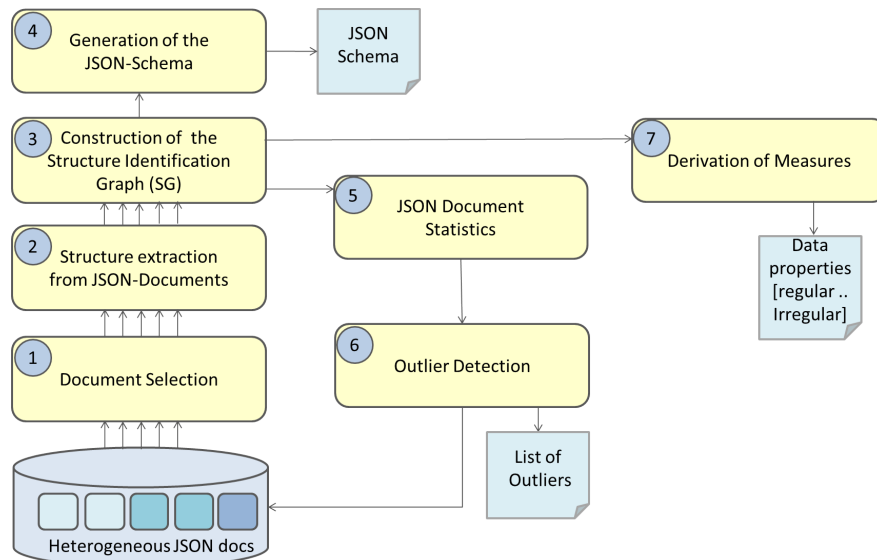 4
Generation of the
JSON-Schema
JSON
Schema
3
Construction of the
Structure Identification
Graph (SG)
7
Derivation of Measures
5
JSON Document
Statistics
2
Structure extraction
from JSON-Documents
Data
properties
[regular ..
Irregular]
6
Outlier Detection
1
Document Selection
List of
Outliers
Heterogeneous JSON docs